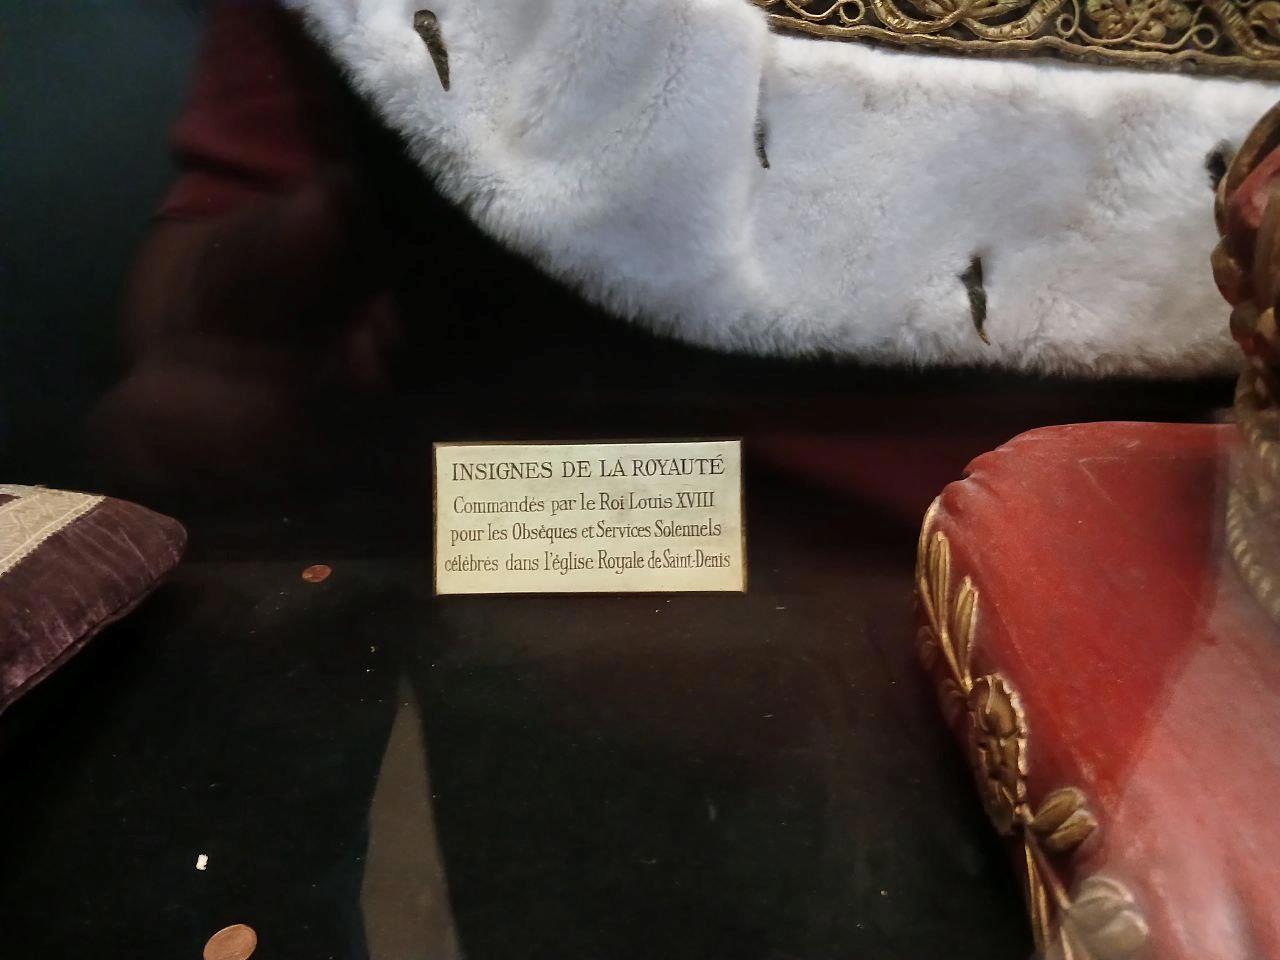 INSIGNES DE LA ROYAUTÉ
Commandés par le Roi Louis XVIII
pour les Obsèques et Services Solennels
célébrés dans l'église Royale de Saint-Denis